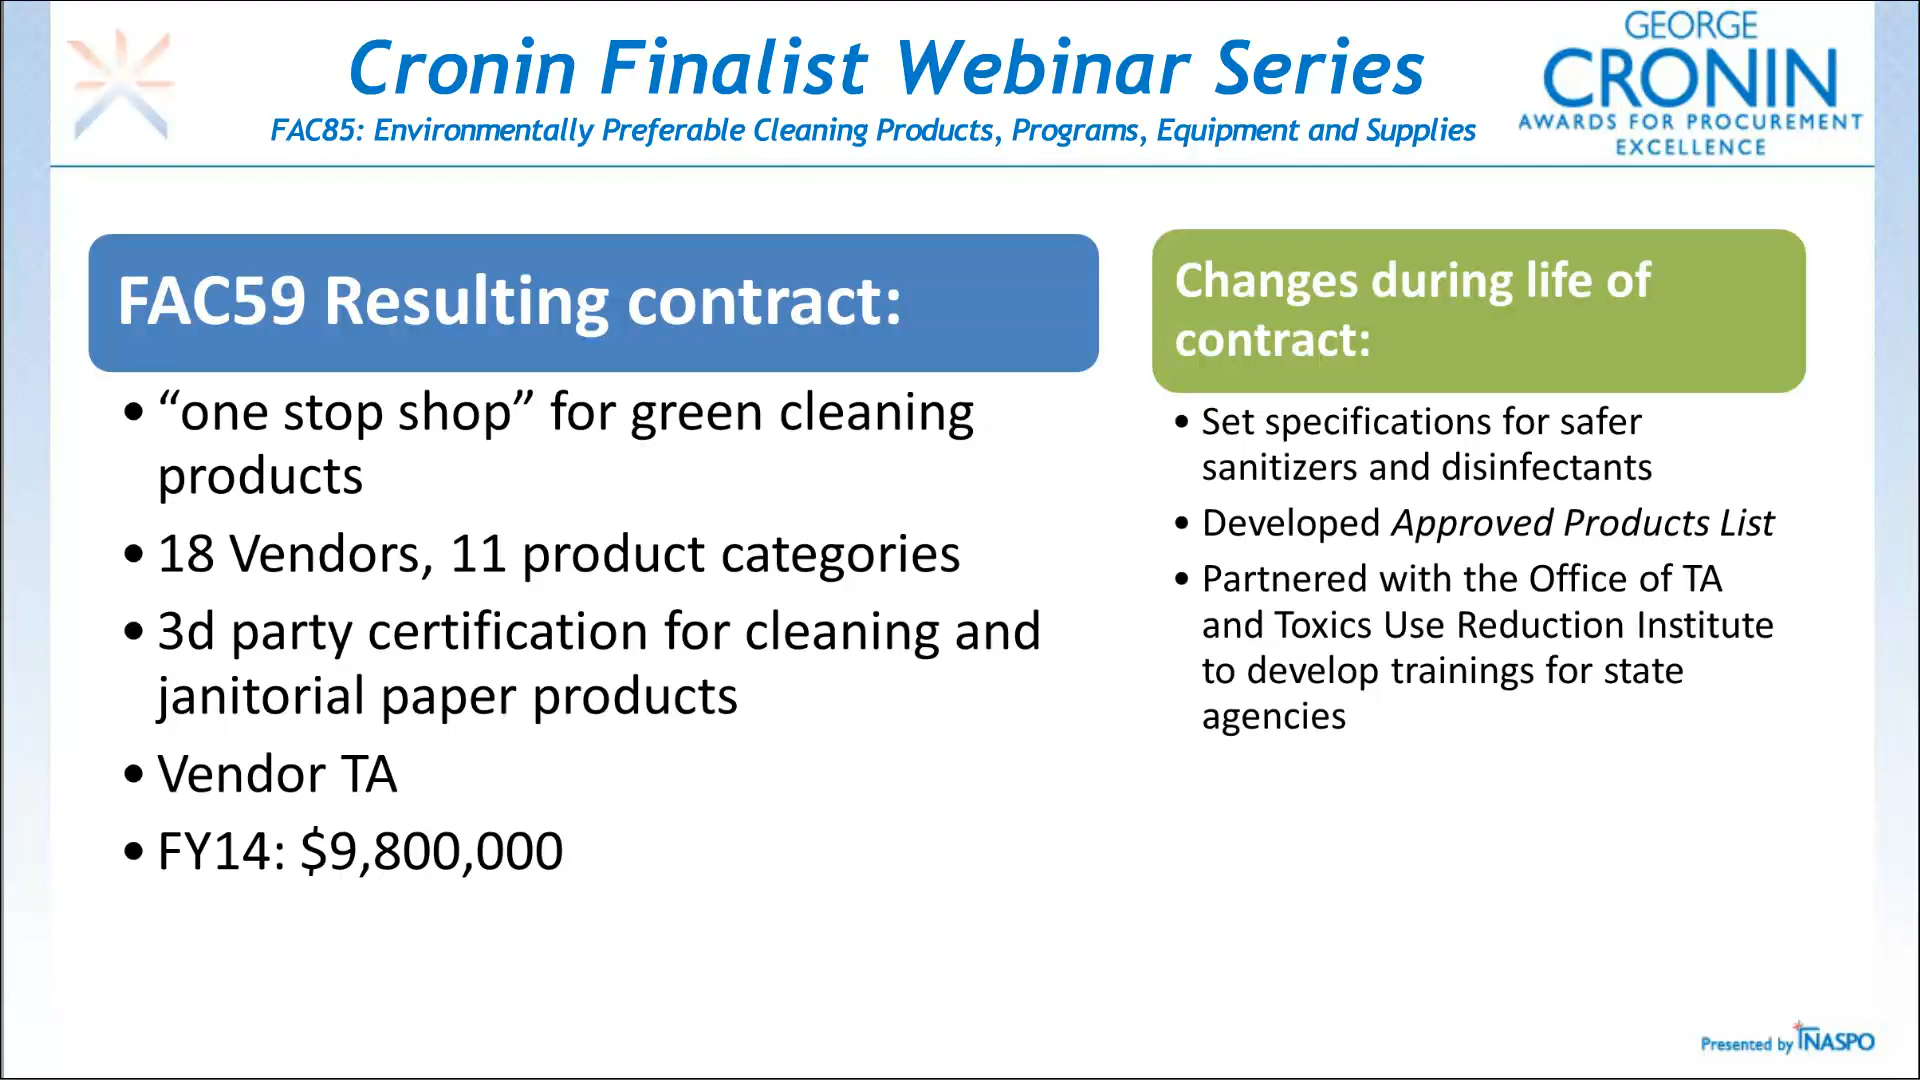 Cronin Finalist Webinar Series
FAC85: Environmentally Preferable Cleaning Products, Programs, Equipment and Supplies
GEORGE
CRONIN
AWARDS FOR PROCUREMENT
EXCELLENCE
FAC59 Resulting contract:
• “one stop shop” for green cleaning
products
• 18 Vendors, 11 product categories
• 3d party certification for cleaning and
janitorial paper products
• Vendor TA
• FY14: $9,800,000
Changes during life of
contract:
• Set specifications for safer
sanitizers and disinfectants
• Developed Approved Products List
• Partnered with the Office of TA
and Toxics Use Reduction Institute
to develop trainings for state
agencies
Presented by NASPO